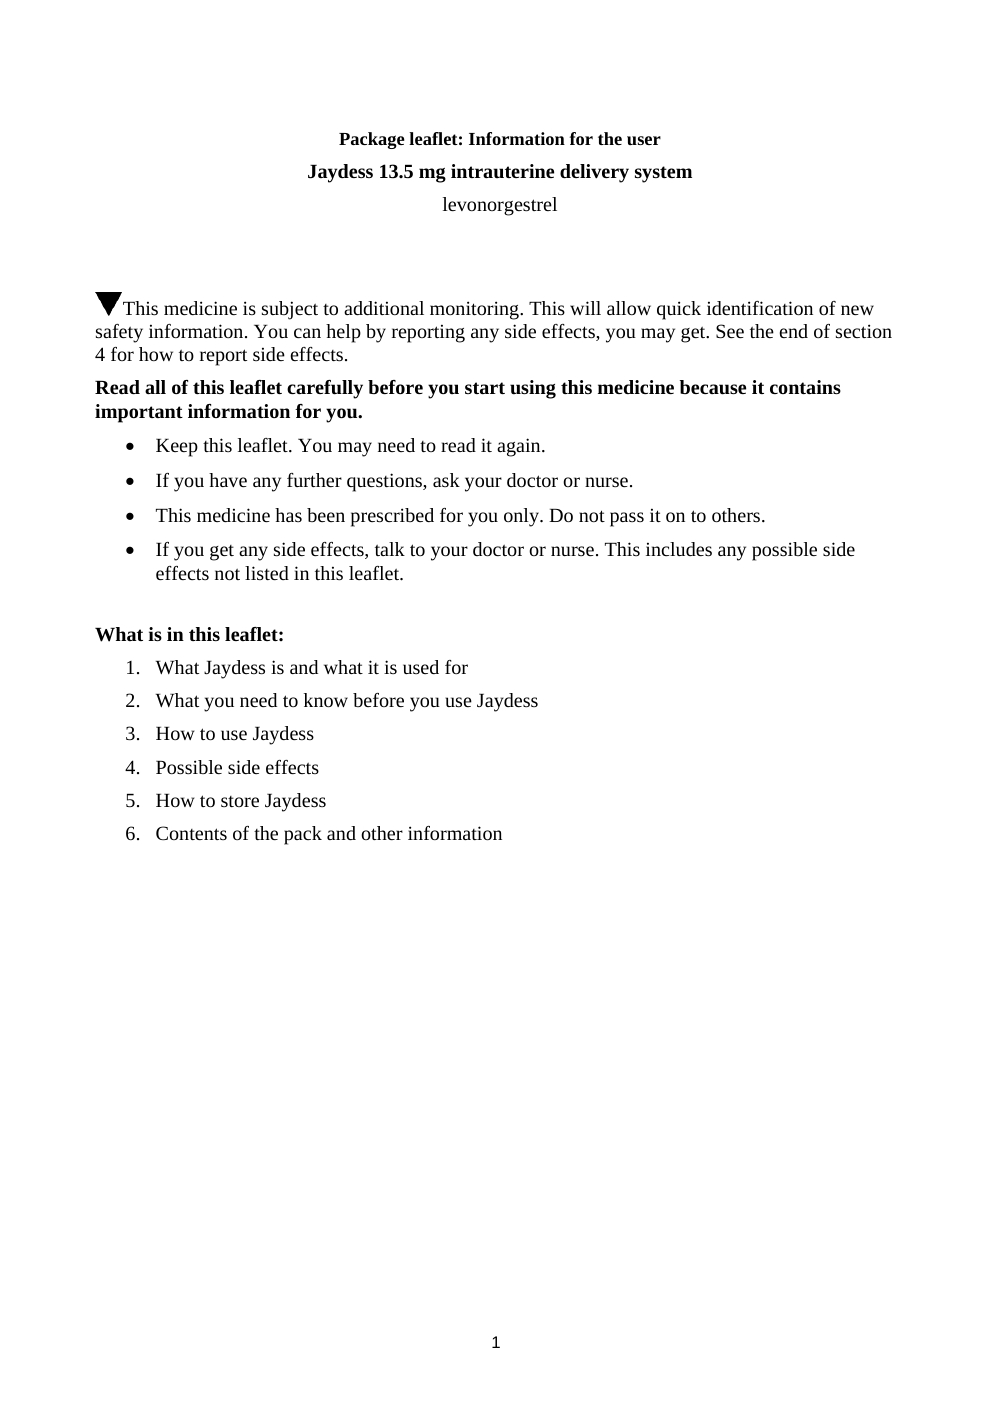 Package leaflet: Information for the user
Jaydess 13.5 mg intrauterine delivery system
levonorgestrel
▼This medicine is subject to additional monitoring. This will allow quick identification of new
safety information. You can help by reporting any side effects, you may get. See the end of section
4 for how to report side effects.
Read all of this leaflet carefully before you start using this medicine because it contains
important information for you.
• Keep this leaflet. You may need to read it again.
• If you have any further questions, ask your doctor or nurse.
• This medicine has been prescribed for you only. Do not pass it on to others.
• If you get any side effects, talk to your doctor or nurse. This includes any possible side
effects not listed in this leaflet.
What is in this leaflet:
1. What Jaydess is and what it is used for
2. What you need to know before you use Jaydess
3. How to use Jaydess
4. Possible side effects
5. How to store Jaydess
6. Contents of the pack and other information
1